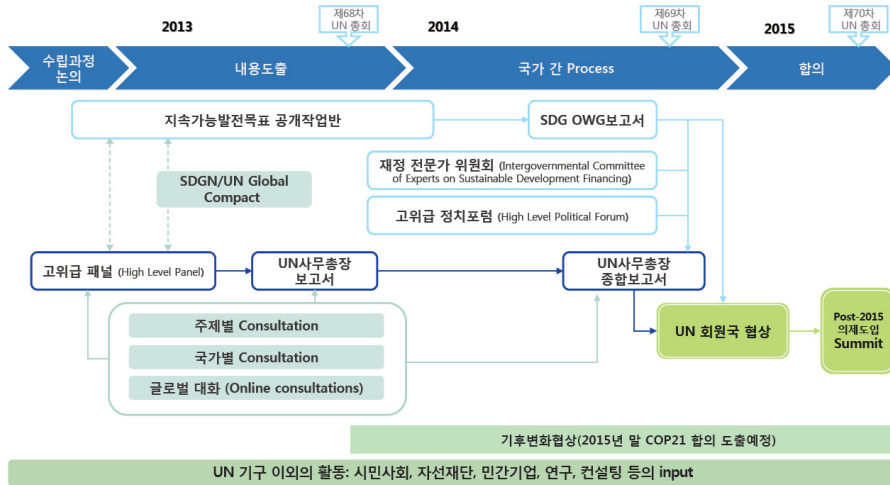 2013
제68차
UN 총회
2014
제69차
UN 총회
2015
제70차
UN 총회
수립과정
논의
내용도출
국가 간 Process
합의
지속가능발전목표 공개작업반
SDG OWG보고서
SDGN/UN Global
Compact
재정 전문가 위원회 (Intergovernmental Committee
of Experts on Sustainable Development Financing)
고위급 정치포럼 (High Level Political Forum)
고위급 패널 (High Level Panel)
UN사무총장
보고서
UN사무총장
종합보고서
주제별 Consultation
국가별 Consultation
글로벌 대화 (Online consultations)
UN 회원국 협상
Post-2015
의제도입
Summit
기후변화협상(2015년 말 COP21 합의 도출예정)
UN 기구 이외의 활동: 시민사회, 자선재단, 민간기업, 연구, 컨설팅 등의 input